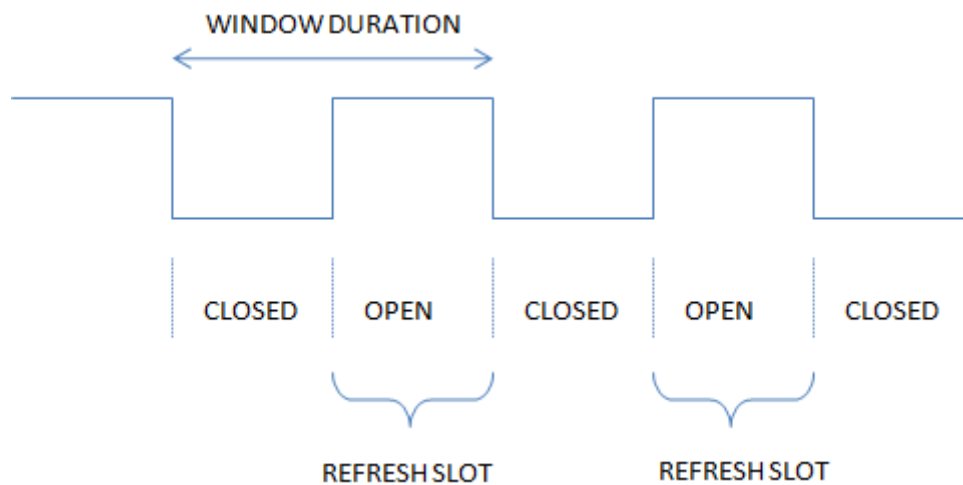 WINDOW DURATION
CLOSED OPEN CLOSED OPEN CLOSED
REFRESH SLOT REFRESH SLOT